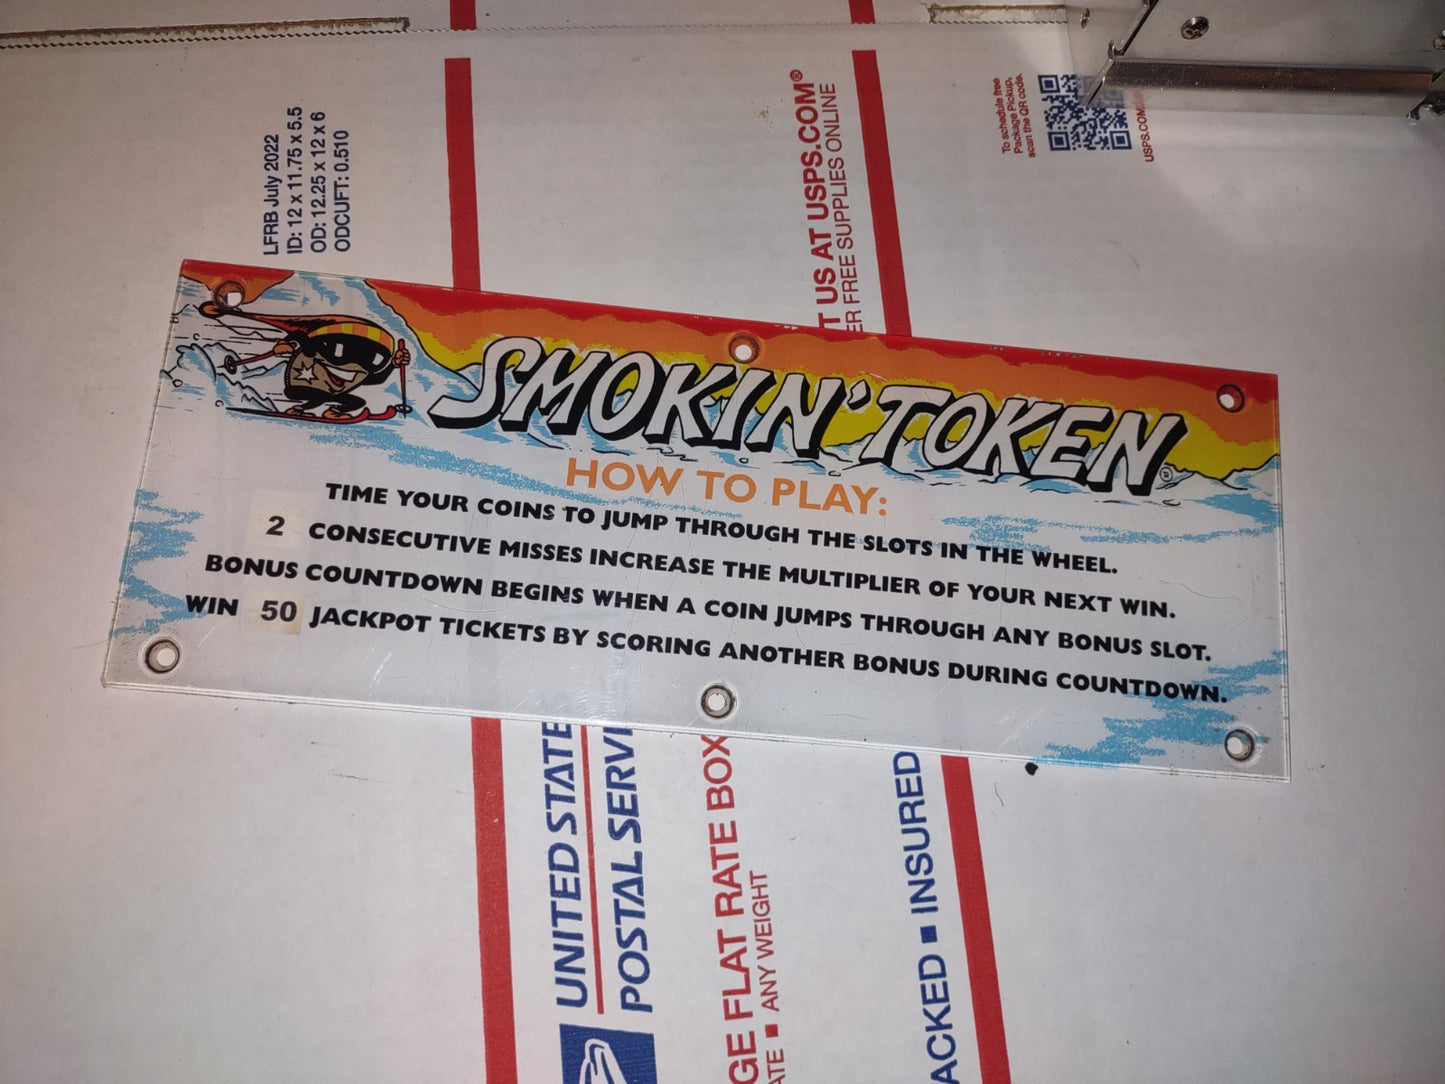 LFRB July 2022
ID: 12 x 11.75 x 5.5
OD: 12.25 x 12 x 6
ODCUFT: 0.510
T US AT USPS.COM®
ER FREE SUPPLIES ONLINE
To schedule free
Package Pickup,
scan the QR code.
USPS.COM
SMOKIN' TOKEN®
HOW TO PLAY:
TIME YOUR COINS TO JUMP THROUGH THE SLOTS IN THE WHEEL.
2 CONSECUTIVE MISSES INCREASE THE MULTIPLIER OF YOUR NEXT WIN.
BONUS COUNTDOWN BEGINS WHEN A COIN JUMPS THROUGH ANY BONUS SLOT.
WIN 50 JACKPOT TICKETS BY SCORING ANOTHER BONUS DURING COUNTDOWN.
UNITED STATE
POSTAL SERVI
GE FLAT RATE BOX
ATE ■ ANY WEIGHT
ACKED ■ INSURED